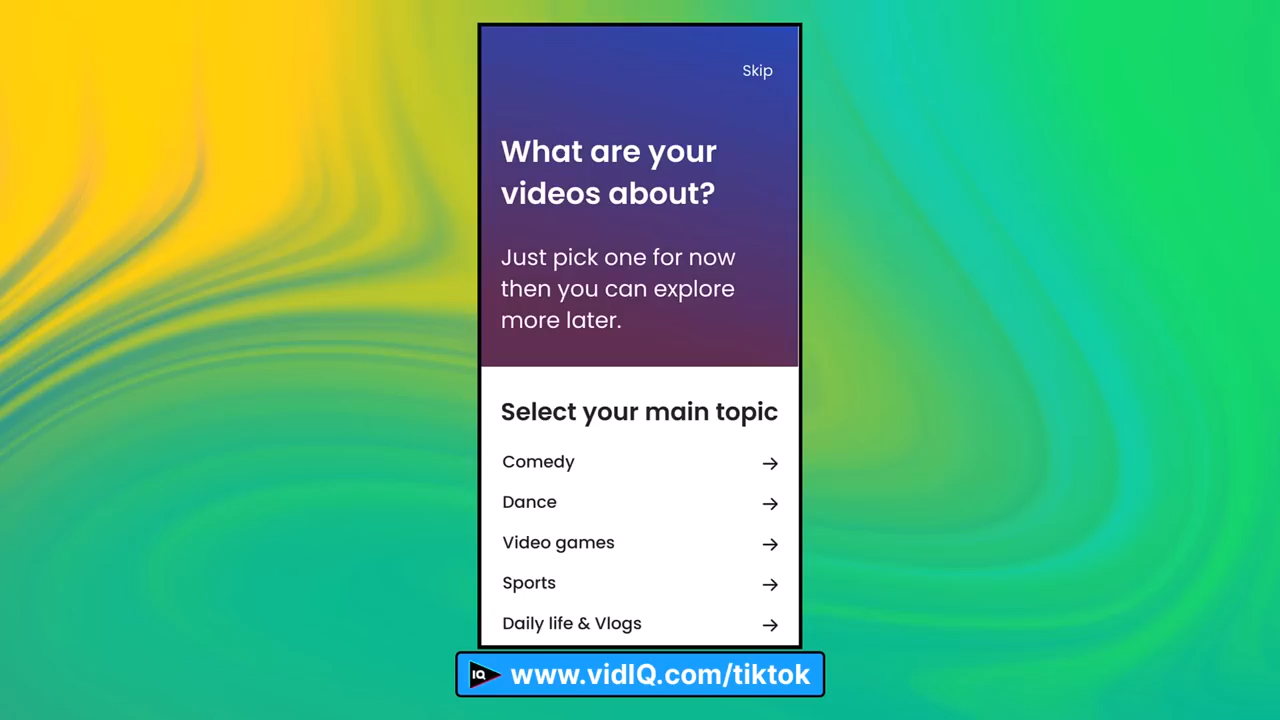 Skip
What are your
videos about?
Just pick one for now
then you can explore
more later.
Select your main topic
Comedy
Dance
Video games
Sports
Daily life & Vlogs
IQ www.vidIQ.com/tiktok